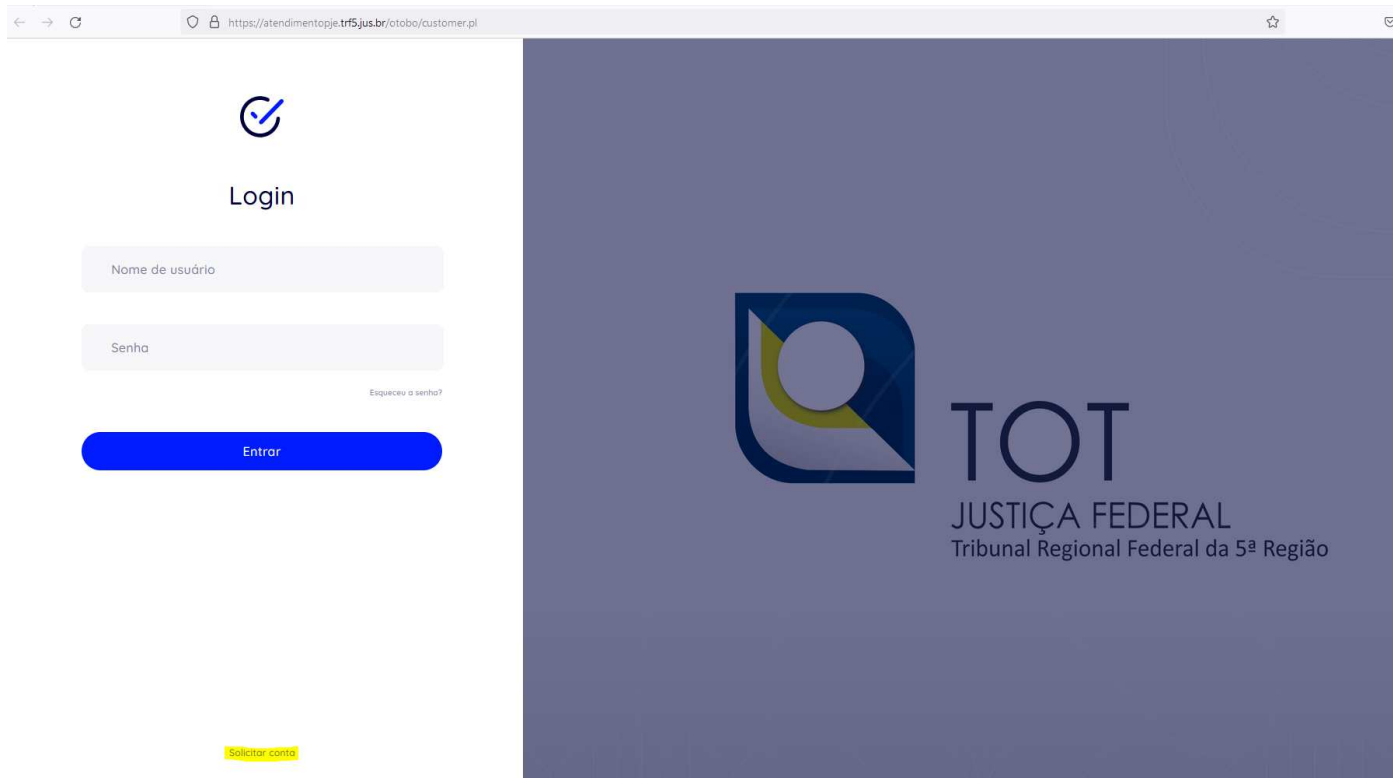 https://atendimentopje.trf5.jus.br/otobo/customer.pl
Login
Nome de usuário
Senha
Esqueceu a senha?
Entrar
Solicitar conta
TOT
JUSTIÇA FEDERAL
Tribunal Regional Federal da 5ª Região